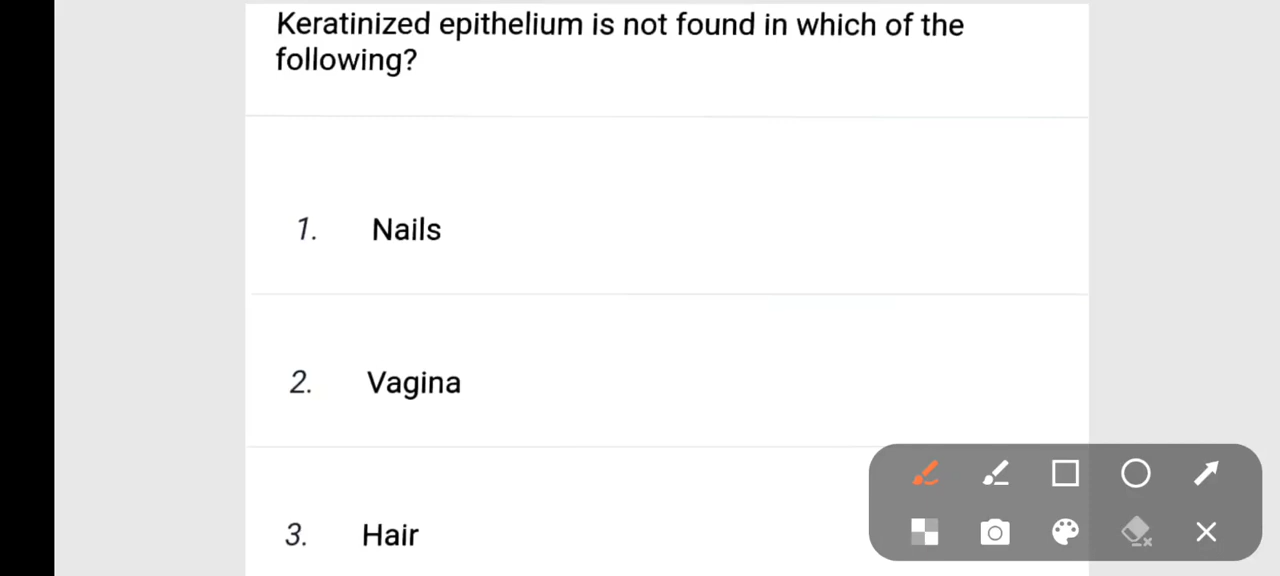 Keratinized epithelium is not found in which of the
following?
1. Nails
2. Vagina
3. Hair